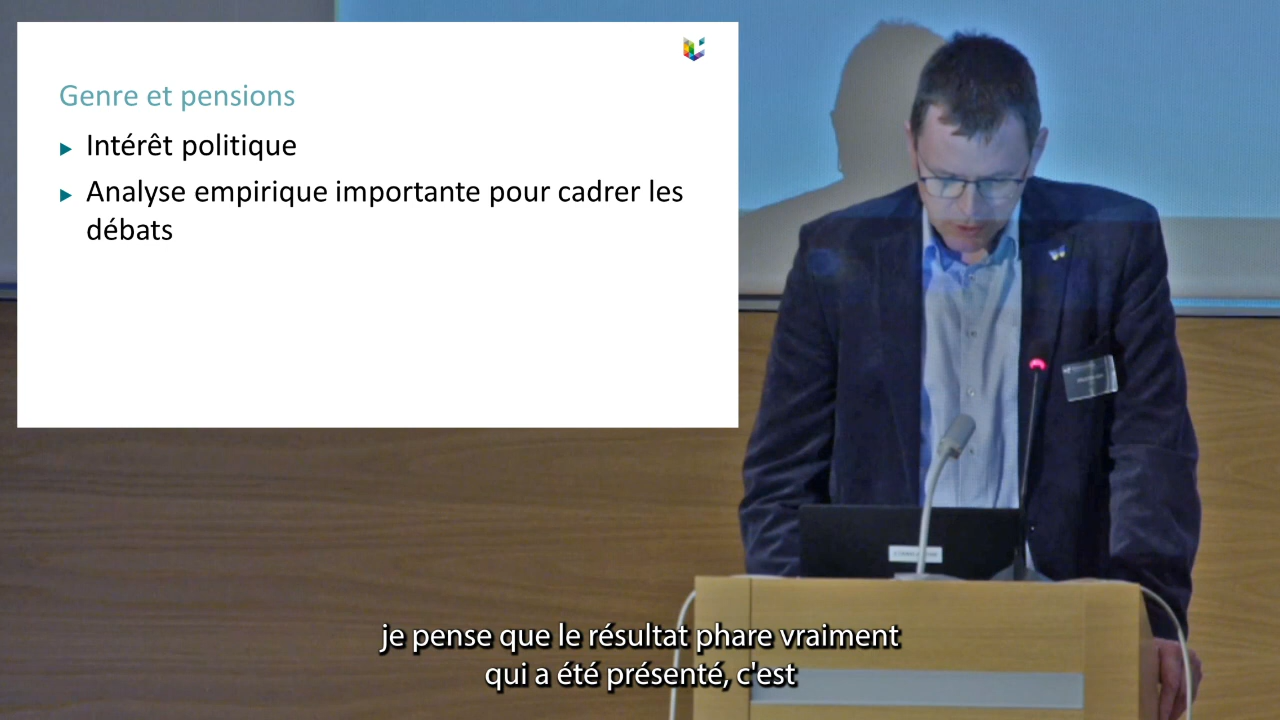 Genre et pensions
Intérêt politique
Analyse empirique importante pour cadrer les
débats
je pense que le résultat phare vraiment
qui a été présenté, c'est